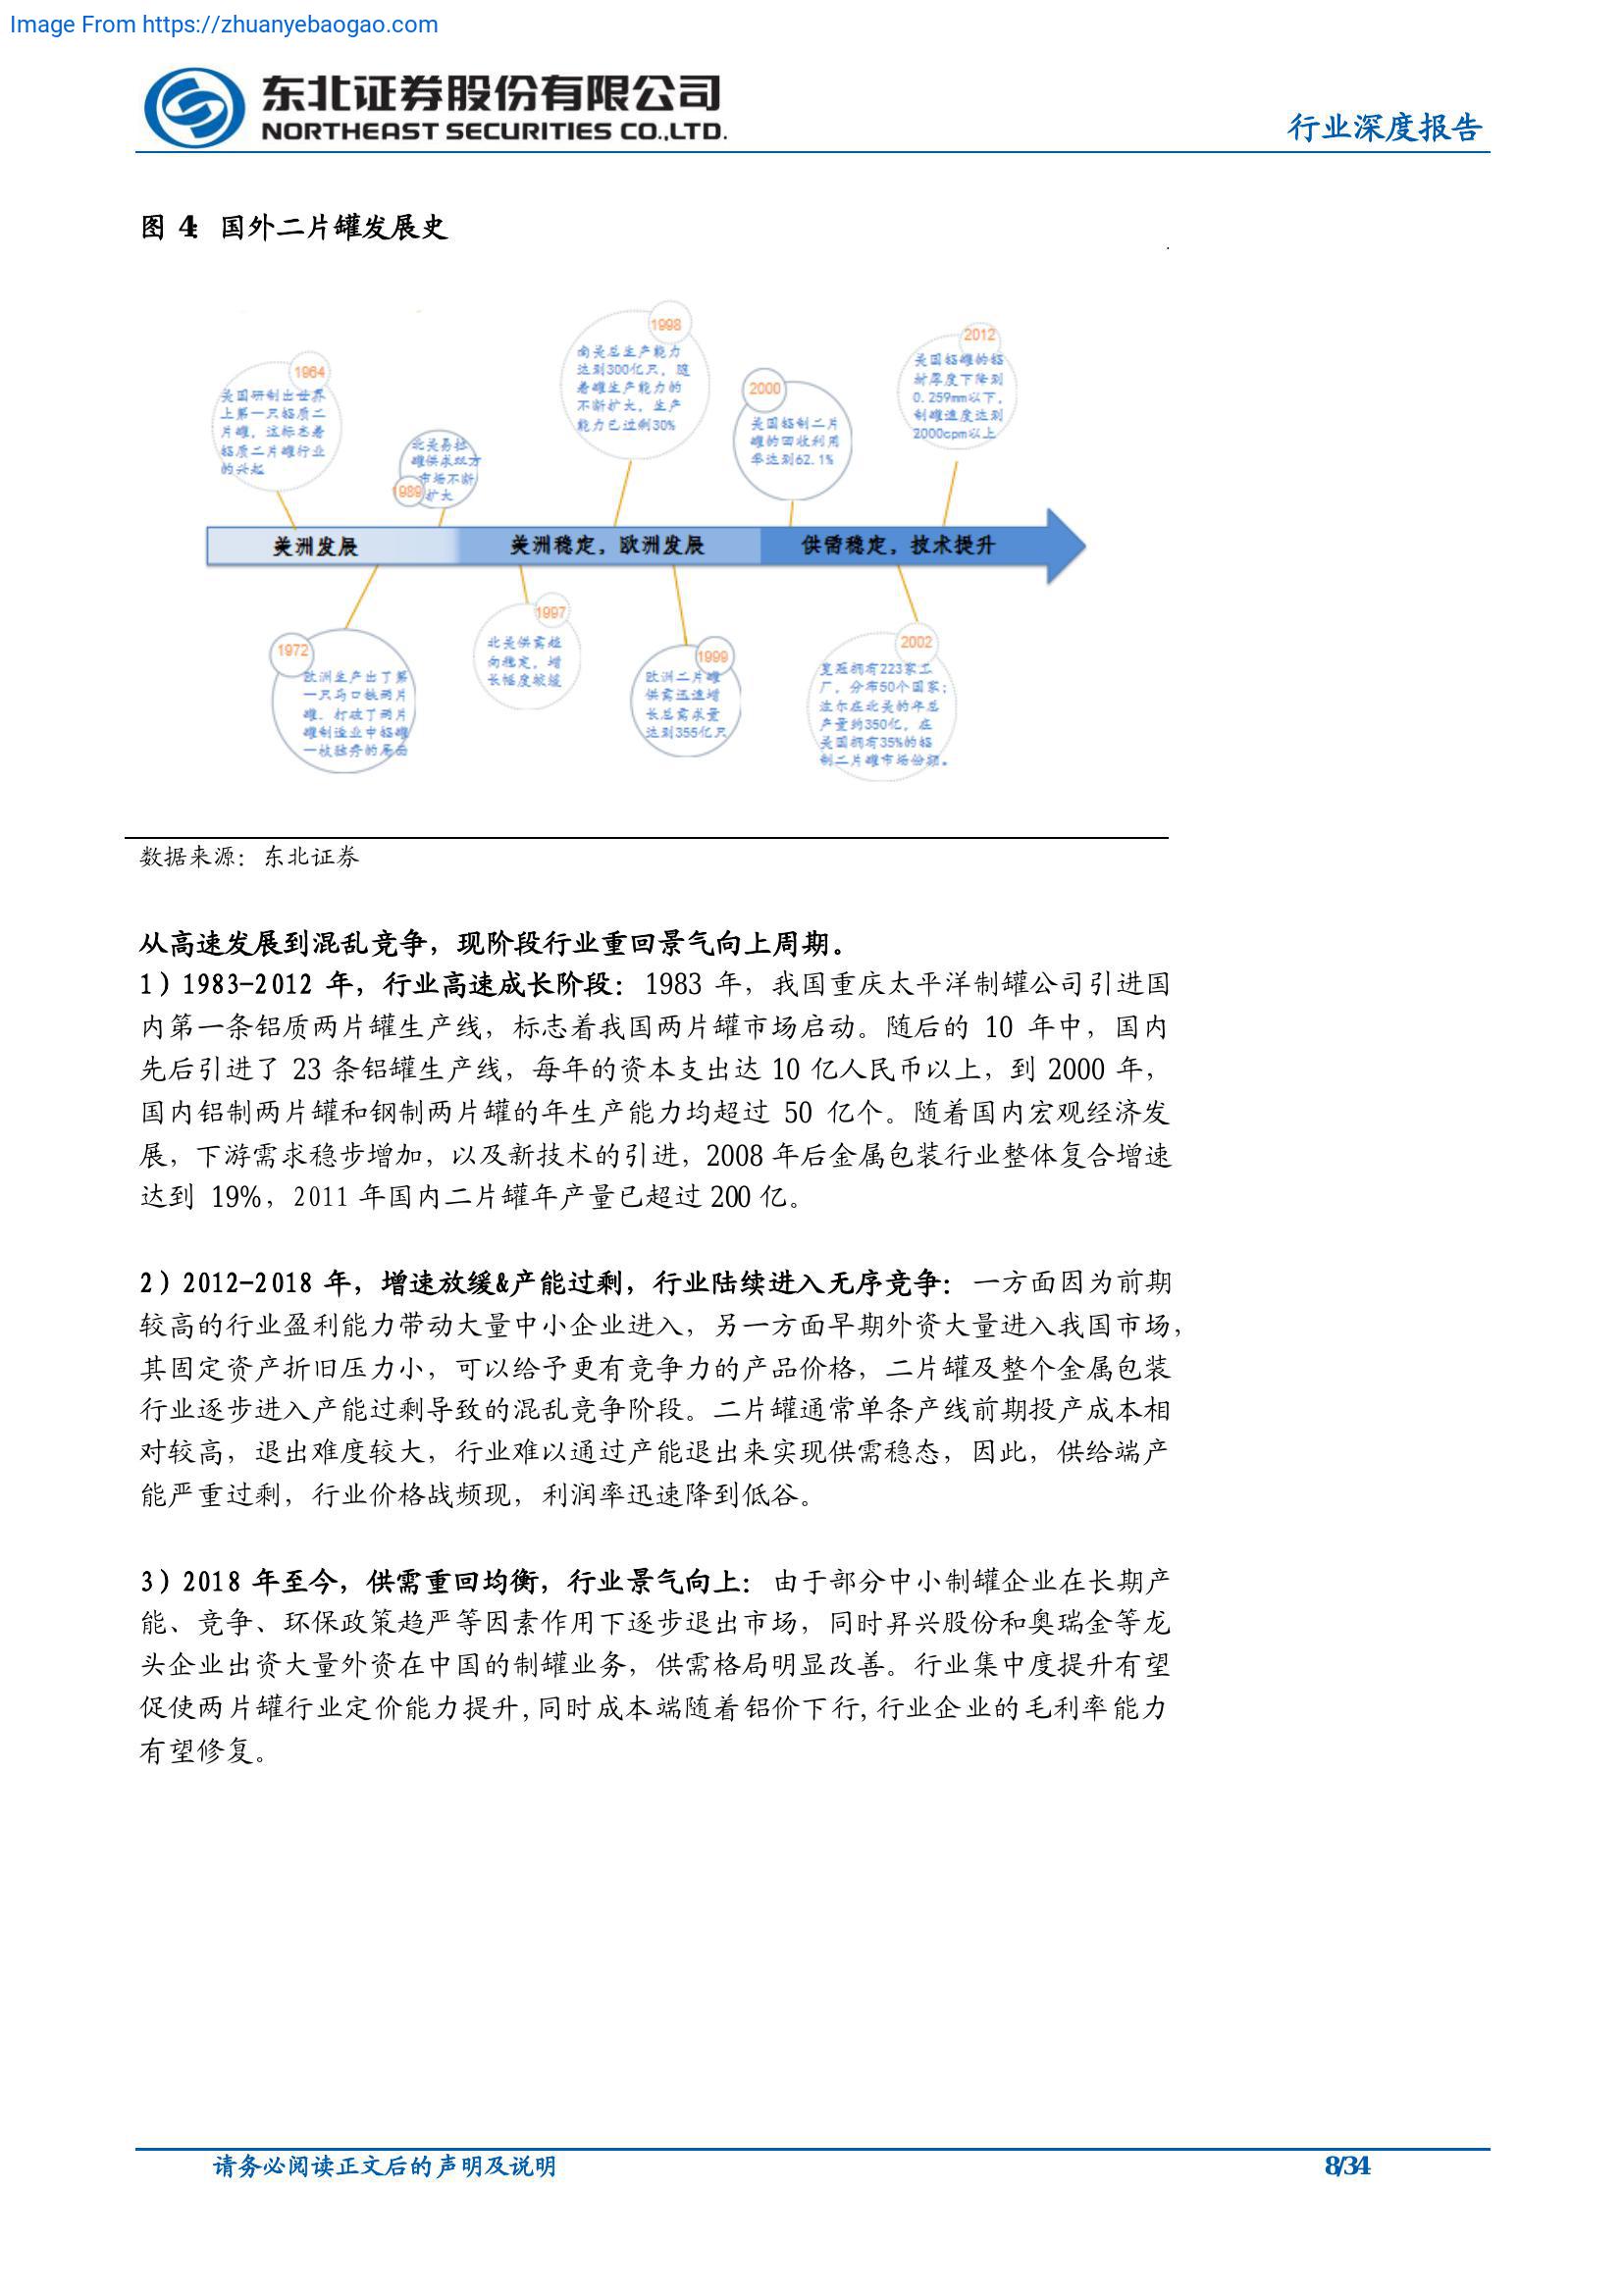 Image From https://zhuanyebaogao.com
东北证券股份有限公司
NORTHEAST SECURITIES CO.,LTD.
行业深度报告
图 4：国外二片罐发展史
1964
美国研制出世界
上第一只铝质二
片罐，这标志着
铝质二片罐行业
的兴起
1989
北美易拉
罐供求双方
市场不断
扩大
1998
南美总生产能力
达到300亿只，随
着罐生产能力的
不断扩大，生产
能力已过剩30%
2000
美国铝制二片
罐的回收利用
率达到62.1%
2012
美国铝罐的铝
材厚度下降到
0.259mm以下，
制罐速度达到
2000cpm以上
美洲发展
美洲稳定，欧洲发展
供需稳定，技术提升
1972
欧洲生产出了第
一只马口铁两片
罐，打破了两片
罐制造业中铝罐
一枝独秀的局面
1997
北美供需趋
向稳定，增
长幅度放缓
1999
欧洲二片罐
供需迅速增
长总需求量
达到355亿只
2002
皇冠拥有223家工
厂，分布50个国家；
波尔在北美的年总
产量约350亿，在
美国拥有35%的铝
制二片罐市场份额。
数据来源：东北证券
从高速发展到混乱竞争，现阶段行业重回景气向上周期。
1）1983-2012 年，行业高速成长阶段：1983 年，我国重庆太平洋制罐公司引进国
内第一条铝质两片罐生产线，标志着我国两片罐市场启动。随后的 10 年中，国内
先后引进了 23 条铝罐生产线，每年的资本支出达 10 亿人民币以上，到 2000 年，
国内铝制两片罐和钢制两片罐的年生产能力均超过 50 亿个。随着国内宏观经济发
展，下游需求稳步增加，以及新技术的引进，2008 年后金属包装行业整体复合增速
达到 19%，2011 年国内二片罐年产量已超过 200 亿。
2）2012-2018 年，增速放缓&产能过剩，行业陆续进入无序竞争：一方面因为前期
较高的行业盈利能力带动大量中小企业进入，另一方面早期外资大量进入我国市场，
其固定资产折旧压力小，可以给予更有竞争力的产品价格，二片罐及整个金属包装
行业逐步进入产能过剩导致的混乱竞争阶段。二片罐通常单条产线前期投产成本相
对较高，退出难度较大，行业难以通过产能退出来实现供需稳态，因此，供给端产
能严重过剩，行业价格战频现，利润率迅速降到低谷。
3）2018 年至今，供需重回均衡，行业景气向上：由于部分中小制罐企业在长期产
能、竞争、环保政策趋严等因素作用下逐步退出市场，同时昇兴股份和奥瑞金等龙
头企业出资大量外资在中国的制罐业务，供需格局明显改善。行业集中度提升有望
促使两片罐行业定价能力提升,同时成本端随着铝价下行,行业企业的毛利率能力
有望修复。
请务必阅读正文后的声明及说明
8/34